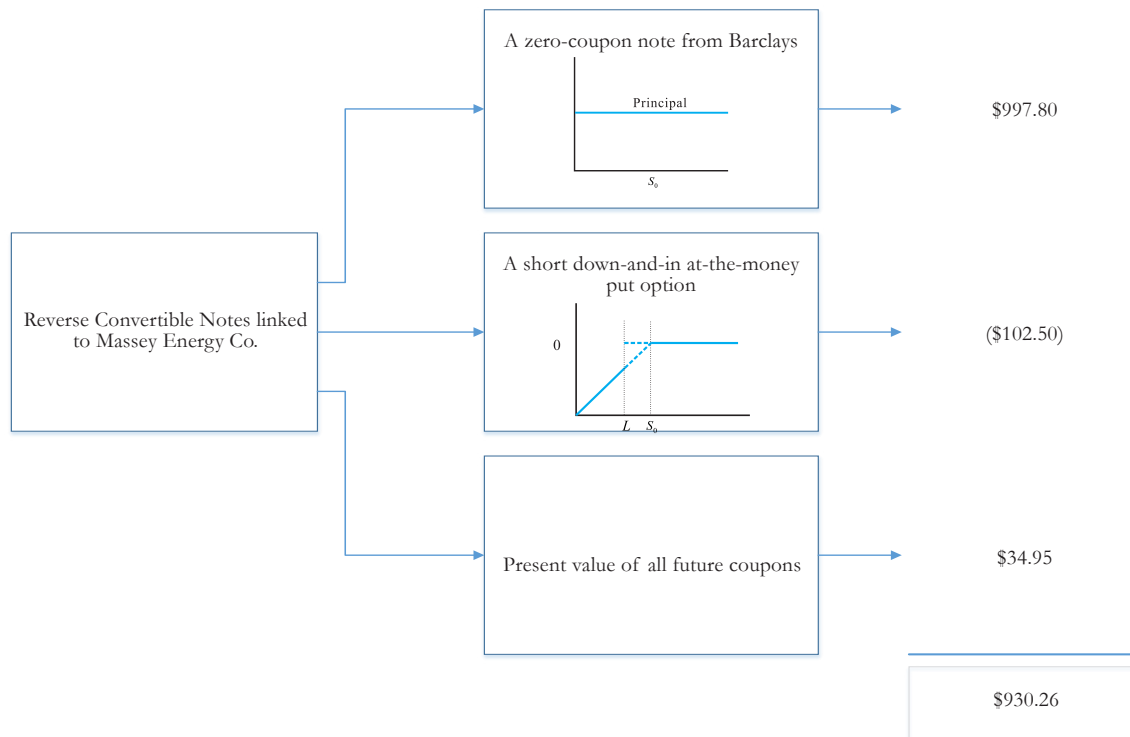 A zero-coupon note from Barclays
Principal
S₀
$997.80
Reverse Convertible Notes linked
to Massey Energy Co.
A short down-and-in at-the-money
put option
0
L S₀
($102.50)
Present value of all future coupons
$34.95
$930.26